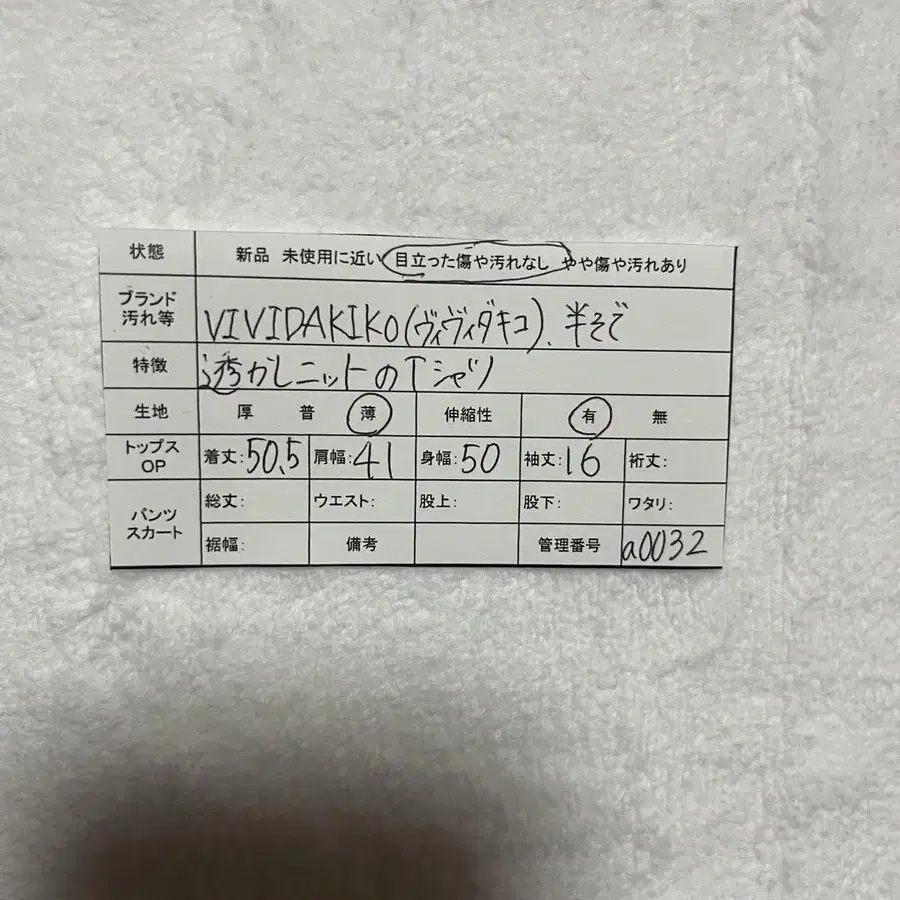 状態 新品 未使用に近い 目立った傷や汚れなし やや傷や汚れあり
ブランド
汚れ等 VIVIDAKIKO(ヴィヴィダキコ)、半そで
特徴 透かしニットのTシャツ
生地 厚 普 薄 伸縮性 有 無
トップス
OP 着丈:50.5 肩幅:41 身幅:50 袖丈:16 裄丈:
パンツ
スカート 総丈: ウエスト: 股上: 股下: ワタリ:
裾幅: 備考 管理番号 a0032